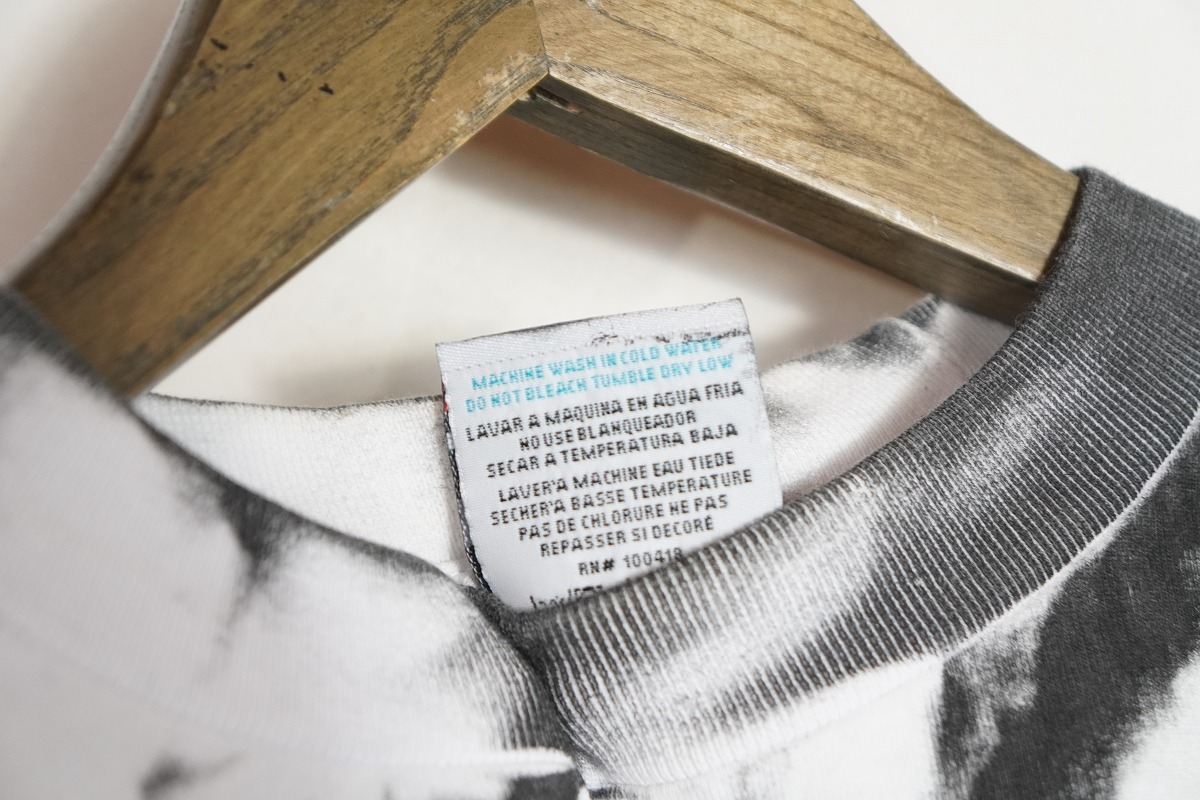 MACHINE WASH IN COLD WATER
DO NOT BLEACH TUMBLE DRY LOW
LAVAR A MAQUINA EN AGUA FRIA
NO USE BLANQUEADOR
SECAR A TEMPERATURA BAJA
LAVER'A MACHINE EAU TIEDE
SECHER'A BASSE TEMPERATURE
PAS DE CHLORURE NE PAS
REPASSER SI DECORÉ
RN# 100418